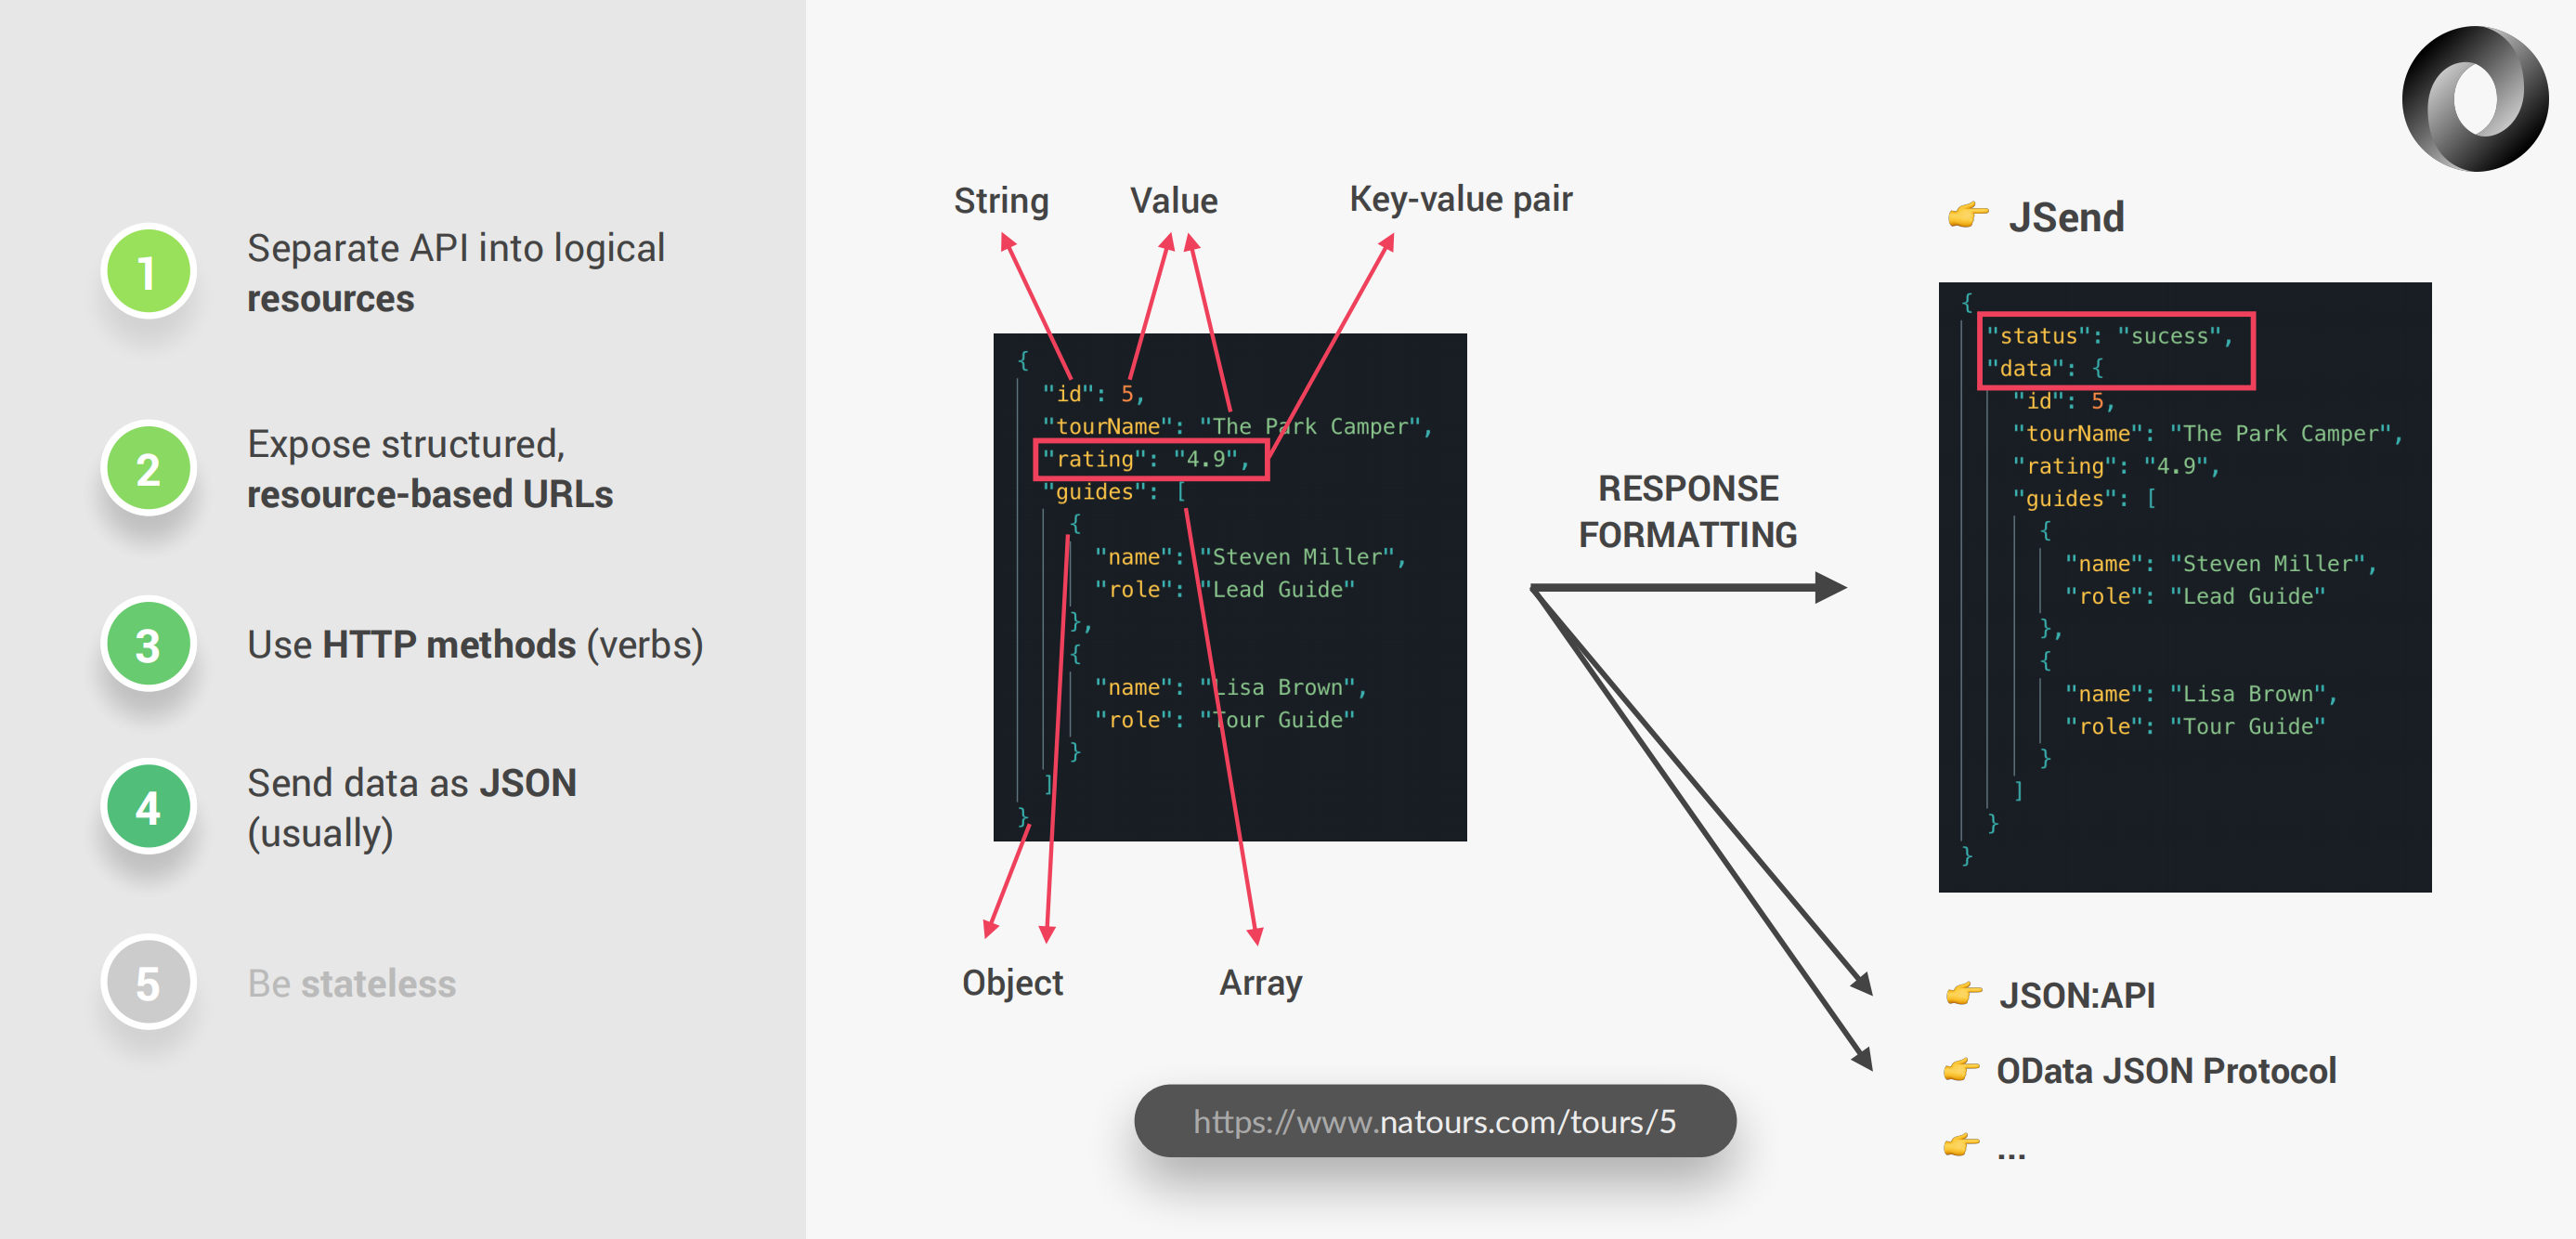 1
Separate API into logical
resources
2
Expose structured,
resource-based URLs
3
Use HTTP methods (verbs)
4
Send data as JSON
(usually)
5
Be stateless
String
Value
Key-value pair
{
"id": 5,
"tourName": "The Park Camper",
"rating": "4.9",
"guides": [
{
"name": "Steven Miller",
"role": "Lead Guide"
},
{
"name": "Lisa Brown",
"role": "Tour Guide"
}
]
}
Object
Array
https://www.natours.com/tours/5
RESPONSE
FORMATTING
JSend
{
"status": "sucess",
"data": {
"id": 5,
"tourName": "The Park Camper",
"rating": "4.9",
"guides": [
{
"name": "Steven Miller",
"role": "Lead Guide"
},
{
"name": "Lisa Brown",
"role": "Tour Guide"
}
]
}
}
JSON:API
OData JSON Protocol
...